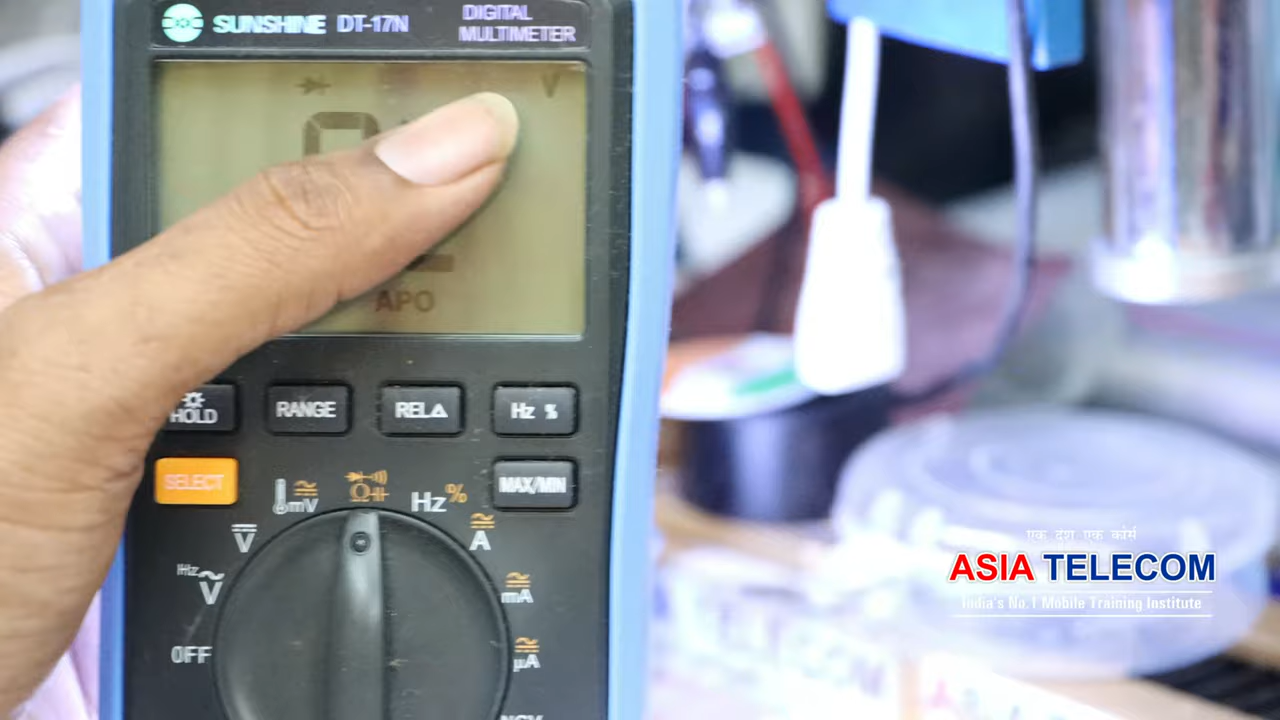 SUNSHINE DT-17N
DIGITAL
MULTIMETER
V
APO
HOLD
RANGE
REL△
Hz %
SELECT
MAX/MIN
mV
Ω
Hz%
V
A
Hz
V
mA
OFF
μA
एक देश एक कोर्स
ASIA TELECOM
India's No.1 Mobile Training Institute